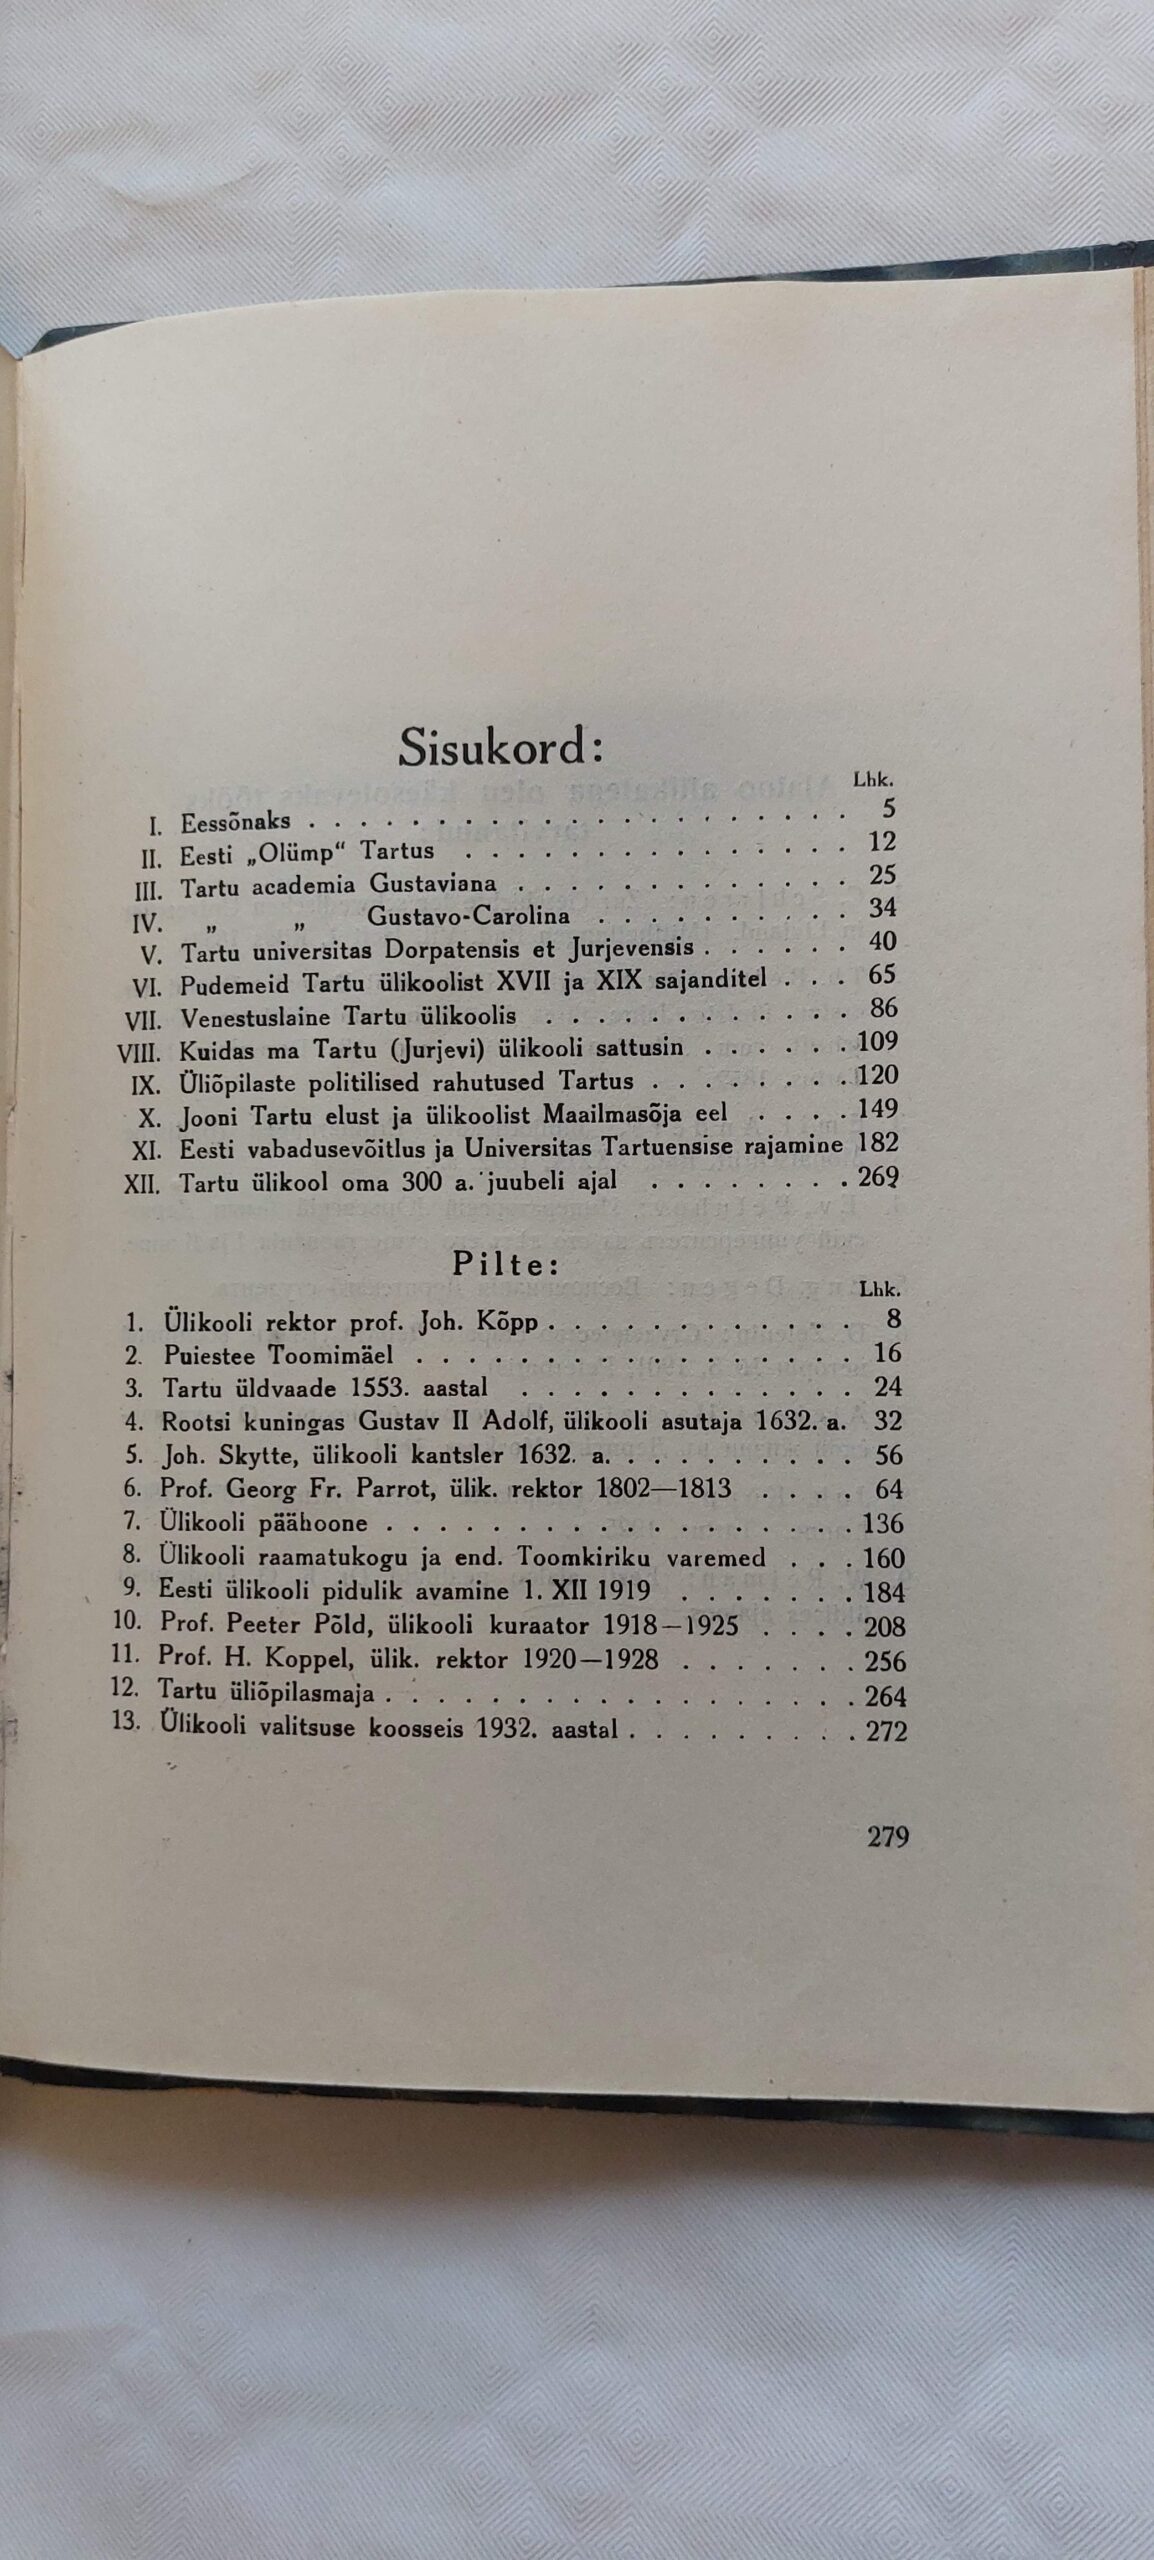 Sisukord:
Lhk.
I. Eessõnaks . . . . . . . . . . . . . . . . . . . . . 5
II. Eesti „Olümp“ Tartus . . . . . . . . . . . . . . . 12
III. Tartu academia Gustaviana . . . . . . . . . . . . . 25
IV. „ „ Gustavo-Carolina . . . . . . . . . . 34
V. Tartu universitas Dorpatensis et Jurjevensis . . . . . . 40
VI. Pudemeid Tartu ülikoolist XVII ja XIX sajanditel . . . 65
VII. Venestuslaine Tartu ülikoolis . . . . . . . . . . . . 86
VIII. Kuidas ma Tartu (Jurjevi) ülikooli sattusin . . . . . . 109
IX. Üliõpilaste politilised rahutused Tartus . . . . . . . . 120
X. Jooni Tartu elust ja ülikoolist Maailmasõja eel . . . . 149
XI. Eesti vabadusevõitlus ja Universitas Tartuensise rajamine 182
XII. Tartu ülikool oma 300 a. juubeli ajal . . . . . . . . 269
Pilte:
Lhk.
1. Ülikooli rektor prof. Joh. Kõpp . . . . . . . . . . . . 8
2. Puiestee Toomimäel . . . . . . . . . . . . . . . . . 16
3. Tartu üldvaade 1553. aastal . . . . . . . . . . . . . 24
4. Rootsi kuningas Gustav II Adolf, ülikooli asutaja 1632. a. 32
5. Joh. Skytte, ülikooli kantsler 1632. a. . . . . . . . . . 56
6. Prof. Georg Fr. Parrot, ülik. rektor 1802—1813 . . . . 64
7. Ülikooli päähoone . . . . . . . . . . . . . . . . . . 136
8. Ülikooli raamatukogu ja end. Toomkiriku varemed . . . 160
9. Eesti ülikooli pidulik avamine 1. XII 1919 . . . . . . . 184
10. Prof. Peeter Põld, ülikooli kuraator 1918—1925 . . . . 208
11. Prof. H. Koppel, ülik. rektor 1920—1928 . . . . . . . 256
12. Tartu üliõpilasmaja . . . . . . . . . . . . . . . . . . 264
13. Ülikooli valitsuse koosseis 1932. aastal . . . . . . . . . 272
279